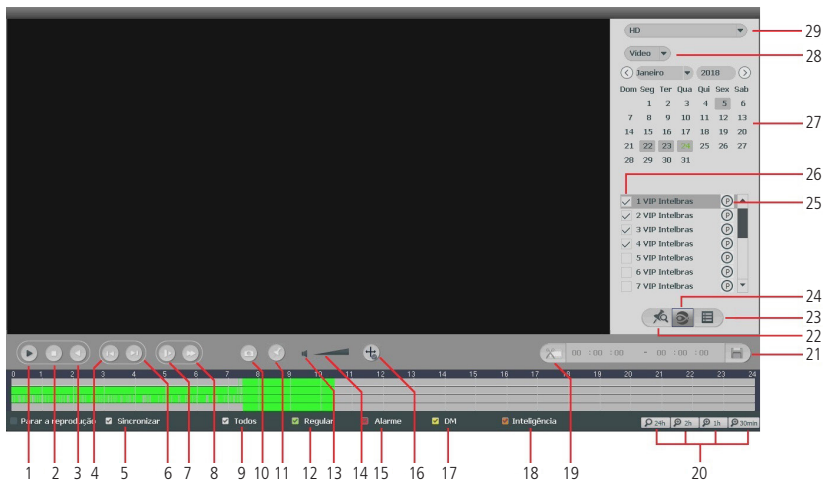 HD
29
Video
28
Janeiro 2018
Dom Seg Ter Qua Qui Sex Sab
1 2 3 4 5 6
7 8 9 10 11 12 13
27
14 15 16 17 18 19 20
21 22 23 24 25 26 27
28 29 30 31
26
1 VIP Intelbras P
25
2 VIP Intelbras P
3 VIP Intelbras P
4 VIP Intelbras P
5 VIP Intelbras P
6 VIP Intelbras P
7 VIP Intelbras P
24
23
22
00 :00 :00 - 00 :00 :00
21
0 1 2 3 4 5 6 7 8 9 10 11 12 13 14 15 16 17 18 19 20 21 22 23 24
Parar a reprodução Sincronizar Todos Regular Alarme DM Inteligência 24h 2h 1h 30min
1 2 3 4 5 6 7 8 9 10 11 12 13 14 15 16 17 18 19 20